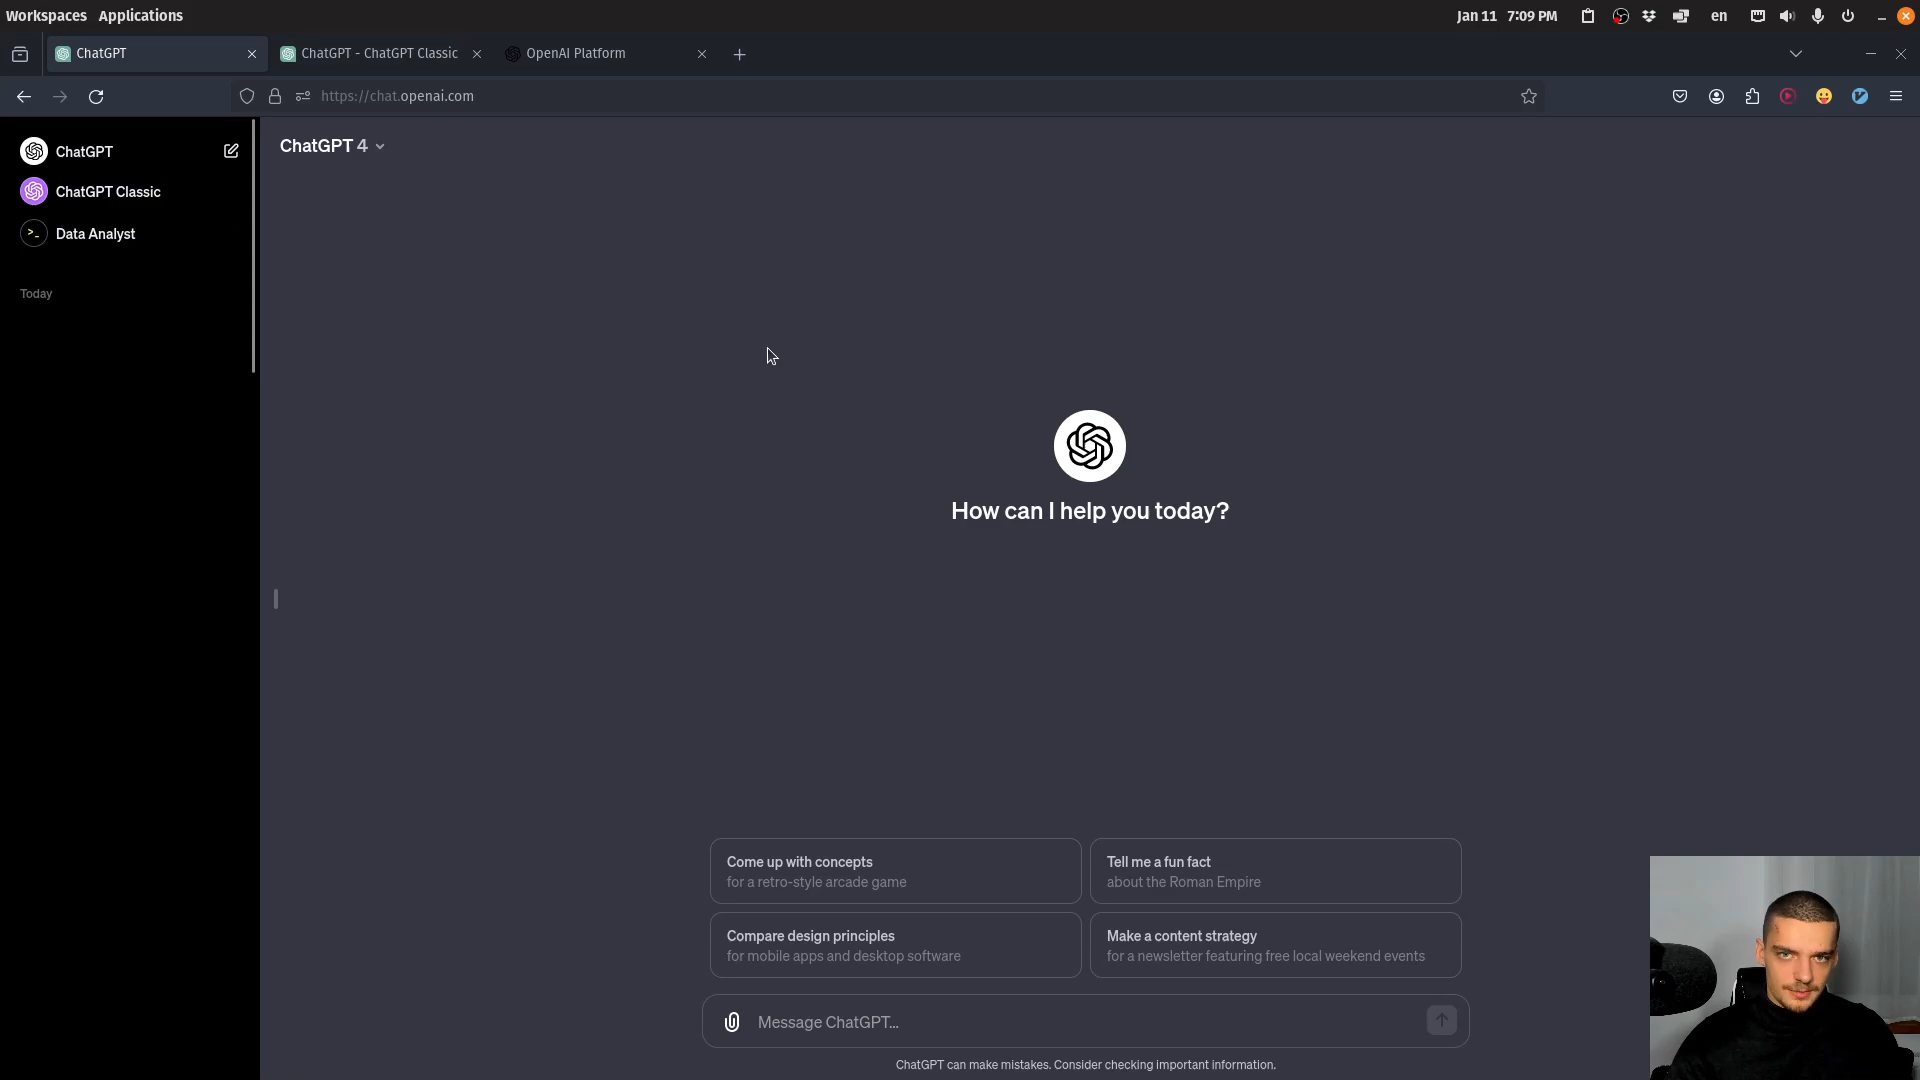 Workspaces Applications
Jan 11 7:09 PM
en
ChatGPT
ChatGPT - ChatGPT Classic
OpenAI Platform
https://chat.openai.com
ChatGPT
ChatGPT Classic
Data Analyst
Today
ChatGPT 4
How can I help you today?
Come up with concepts
for a retro-style arcade game
Tell me a fun fact
about the Roman Empire
Compare design principles
for mobile apps and desktop software
Make a content strategy
for a newsletter featuring free local weekend events
Message ChatGPT...
ChatGPT can make mistakes. Consider checking important information.